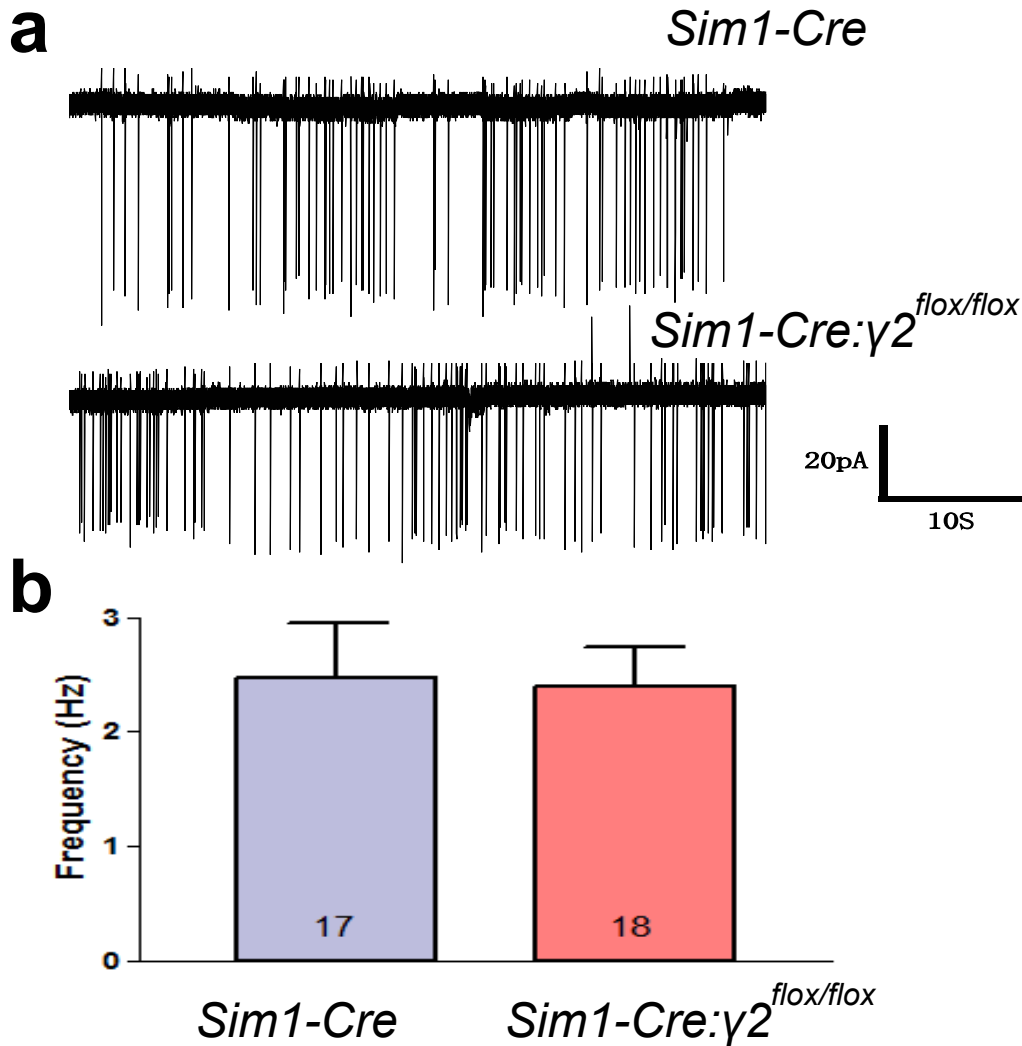 a
Sim1-Cre
Sim1-Cre:γ2flox/flox
20pA
10S
b
3
2
1
0
Frequency (Hz)
17
18
Sim1-Cre
Sim1-Cre:γ2flox/flox